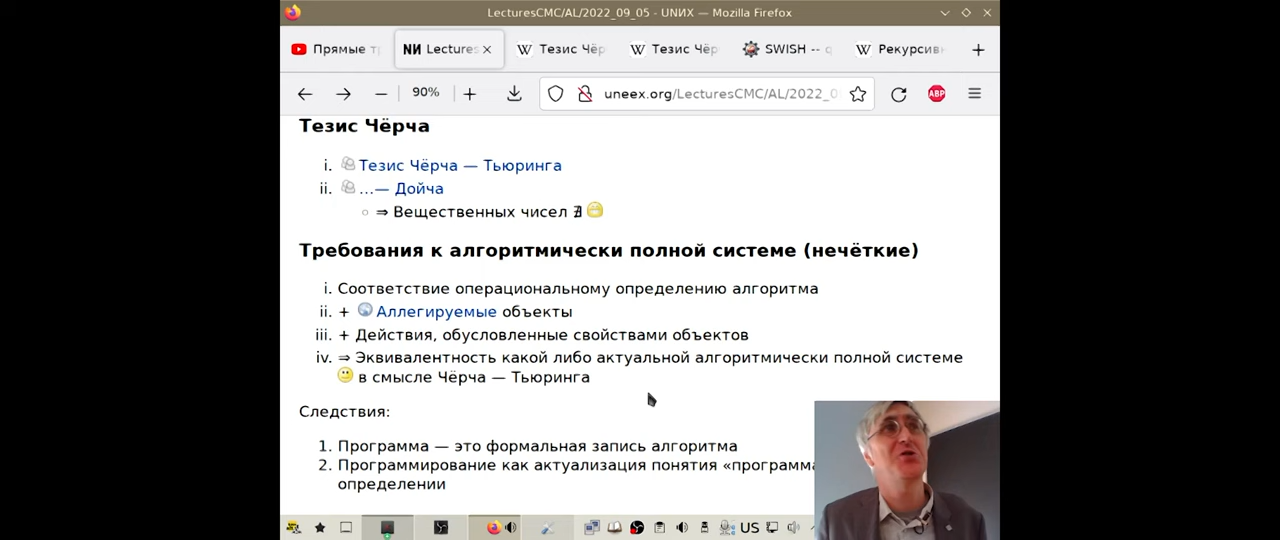 LecturesCMC/AL/2022_09_05 - UNИX — Mozilla Firefox
Прямые
Lectures
Тезис Чёр
Тезис Чёр
SWISH --
Рекурсив
90%
uneex.org/LecturesCMC/AL/2022_0
ABP
Тезис Чёрча
i. Тезис Чёрча — Тьюринга
ii. …— Дойча
⇒ Вещественных чисел ∄
Требования к алгоритмически полной системе (нечёткие)
i. Соответствие операциональному определению алгоритма
ii. + Аллегируемые объекты
iii. + Действия, обусловленные свойствами объектов
iv. ⇒ Эквивалентность какой либо актуальной алгоритмически полной системе
в смысле Чёрча — Тьюринга
Следствия:
1. Программа — это формальная запись алгоритма
2. Программирование как актуализация понятия «программа
определении
US